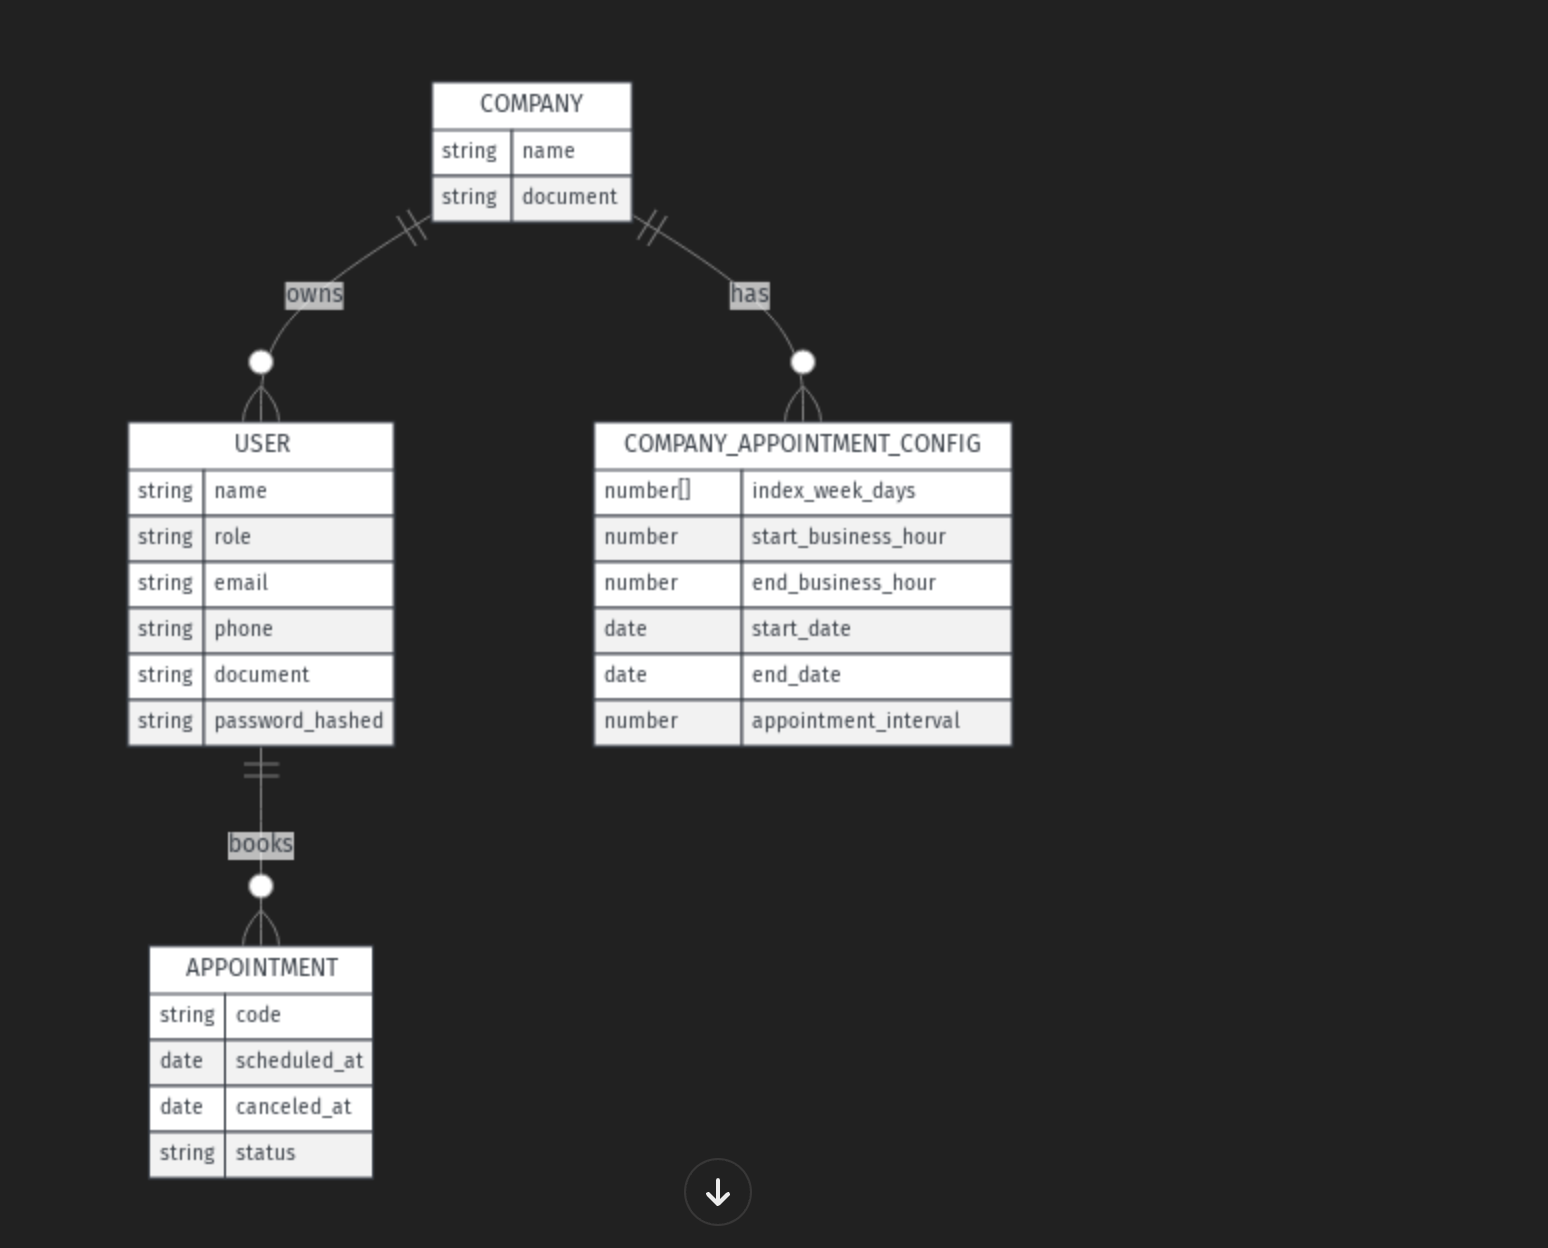 COMPANY
string name
string document
owns
has
USER
string name
string role
string email
string phone
string document
string password_hashed
COMPANY_APPOINTMENT_CONFIG
number[] index_week_days
number start_business_hour
number end_business_hour
date start_date
date end_date
number appointment_interval
books
APPOINTMENT
string code
date scheduled_at
date canceled_at
string status